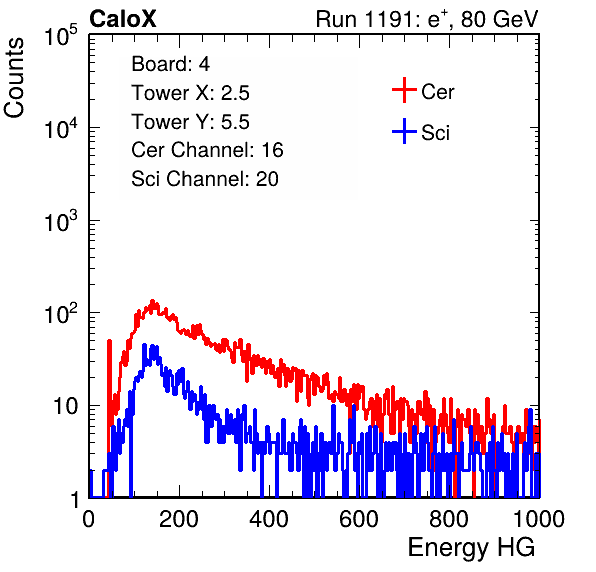 CaloX Run 1191: e⁺, 80 GeV
Counts
10⁵
10⁴
10³
10²
10
1
Board: 4
Tower X: 2.5
Tower Y: 5.5
Cer Channel: 16
Sci Channel: 20
Cer
Sci
0 200 400 600 800 1000
Energy HG